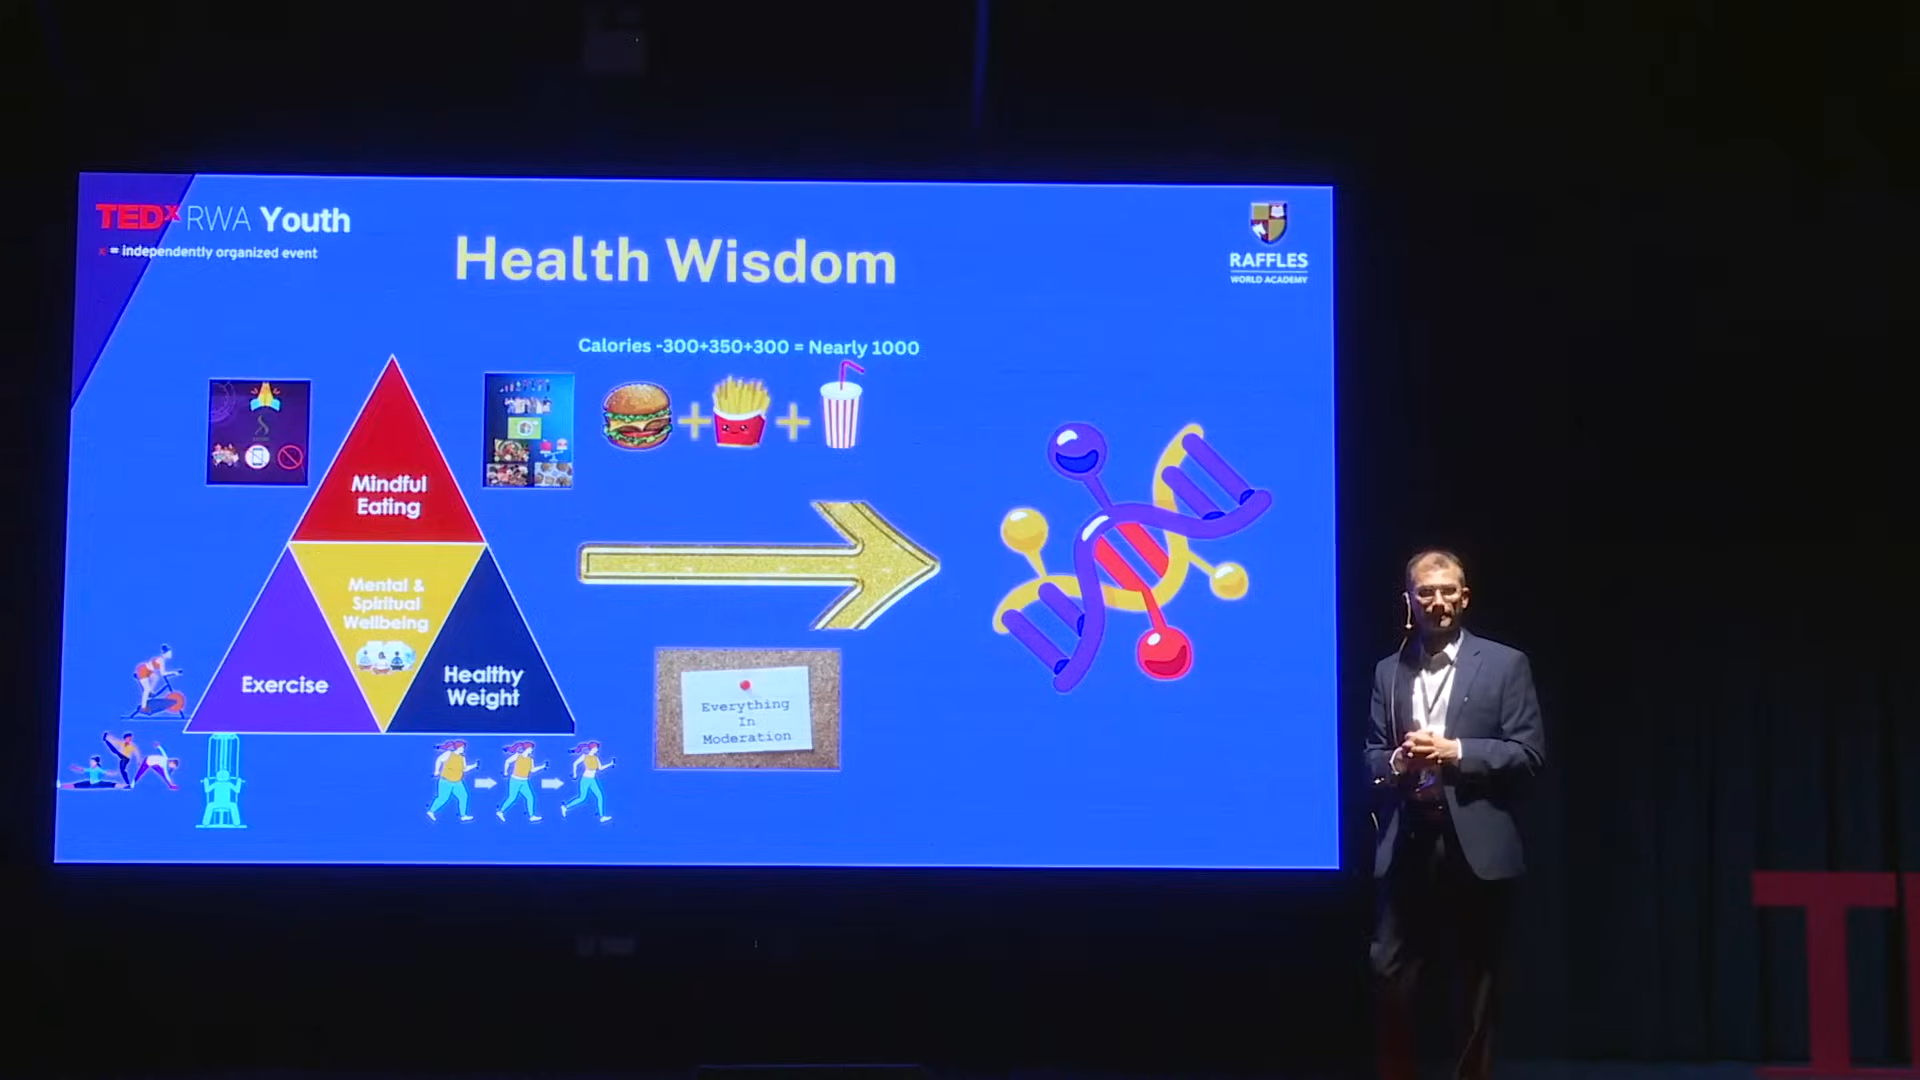 TEDx RWA Youth
x = independently organized event
Health Wisdom
RAFFLES
WORLD ACADEMY
Calories -300+350+300 = Nearly 1000
Mindful
Eating
Mental &
Spiritual
Wellbeing
Exercise
Healthy
Weight
Everything
In
Moderation